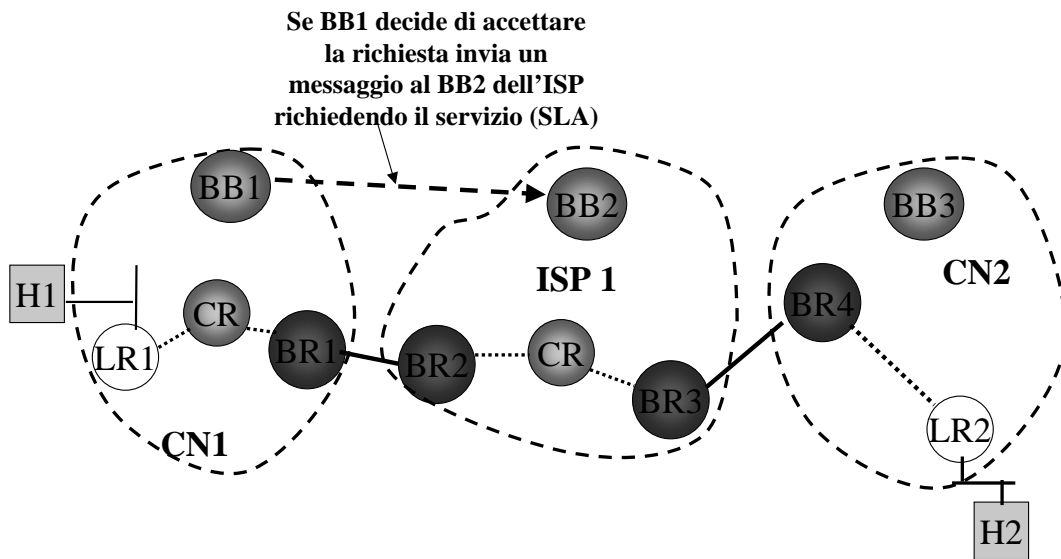 Se BB1 decide di accettare
la richiesta invia un
messaggio al BB2 dell'ISP
richiedendo il servizio (SLA)
BB1
BB2
BB3
ISP 1
CN2
H1
CR
BR4
LR1
BR1
BR2
CR
BR3
LR2
CN1
H2